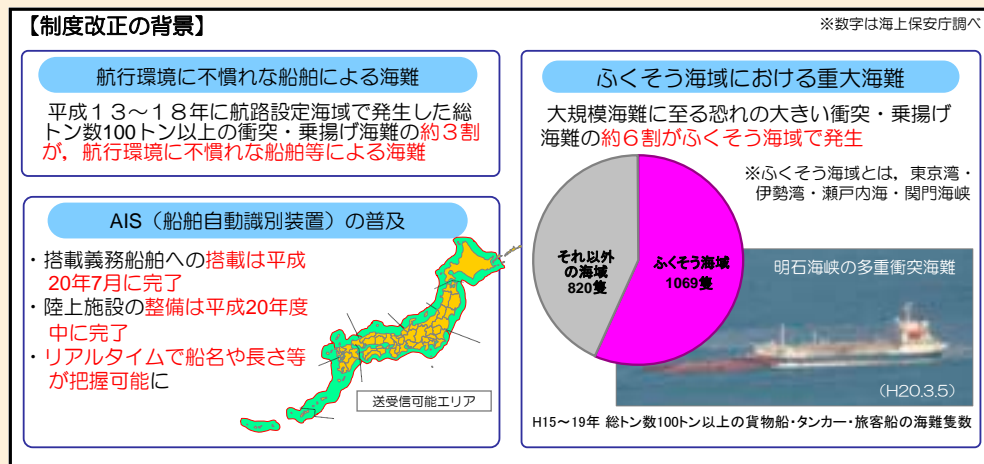 【制度改正の背景】
※数字は海上保安庁調べ
航行環境に不慣れな船舶による海難
平成13～18年に航路設定海域で発生した総
トン数100トン以上の衝突・乗揚げ海難の約３割
が，航行環境に不慣れな船舶等による海難
AIS（船舶自動識別装置）の普及
・搭載義務船舶への搭載は平成
20年7月に完了
・陸上施設の整備は平成20年度
中に完了
・リアルタイムで船名や長さ等
が把握可能に
送受信可能エリア
ふくそう海域における重大海難
大規模海難に至る恐れの大きい衝突・乗揚げ
海難の約６割がふくそう海域で発生
※ふくそう海域とは，東京湾・
伊勢湾・瀬戸内海・関門海峡
それ以外
の海域
820隻
ふくそう海域
1069隻
明石海峡の多重衝突海難
（H20.3.5）
H15～19年 総トン数100トン以上の貨物船・タンカー・旅客船の海難隻数